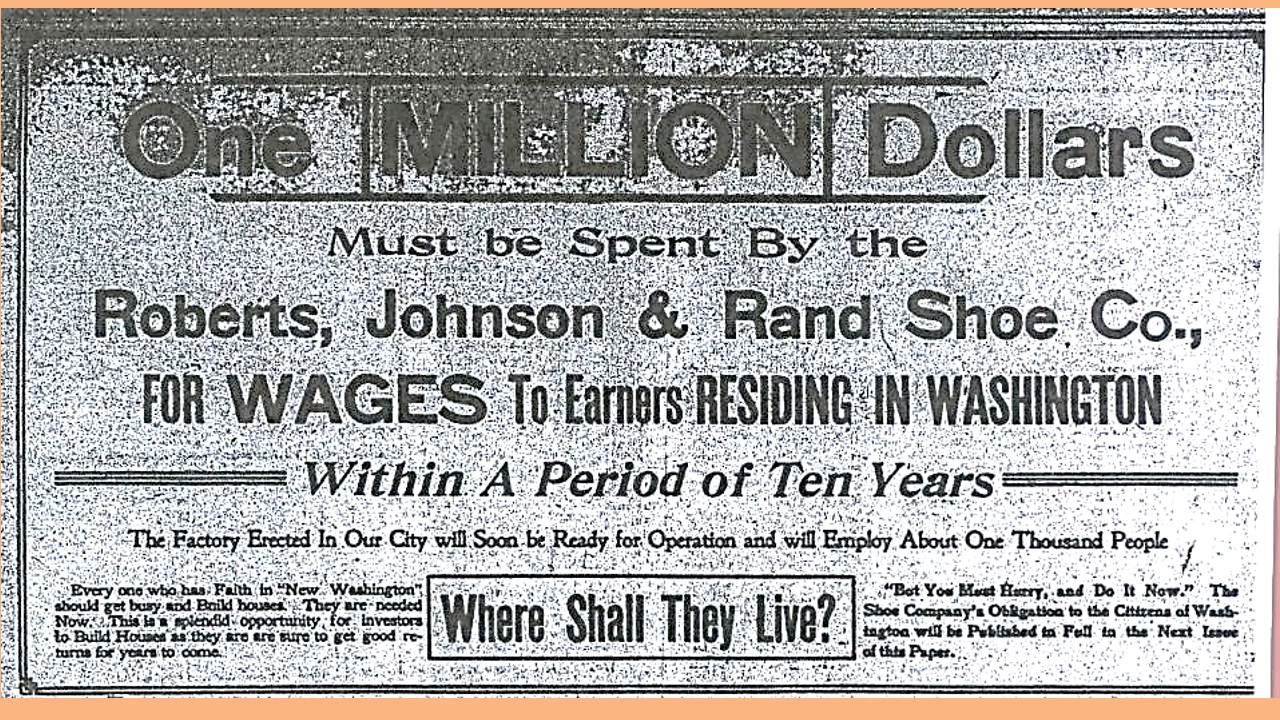 One MILLION Dollars
Must be Spent By the
Roberts, Johnson & Rand Shoe Co.,
FOR WAGES To Earners RESIDING IN WASHINGTON
Within A Period of Ten Years
The Factory Erected In Our City will Soon be Ready for Operation and will Employ About One Thousand People
Every one who has Faith in "New Washington"
should get busy and Build houses. They are needed
Now. This is a splendid opportunity for investors
to Build Houses as they are are sure to get good re-
turns for years to come.
Where Shall They Live?
"But You Must Hurry, and Do It Now." The
Shoe Company's Obligation to the Citizens of Wash-
ington will be Published in Full in the Next Issue
of this Paper.